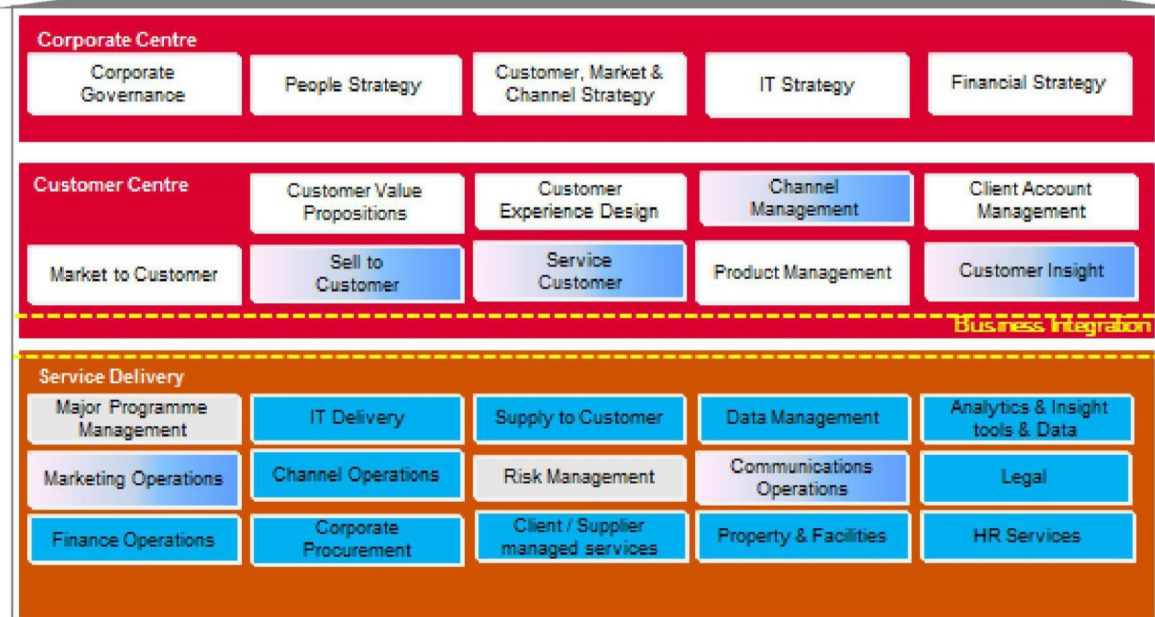 Corporate Centre
Corporate
Governance
People Strategy
Customer, Market &
Channel Strategy
IT Strategy
Financial Strategy
Customer Centre
Customer Value
Propositions
Customer
Experience Design
Channel
Management
Client Account
Management
Market to Customer
Sell to
Customer
Service
Customer
Product Management
Customer Insight
Business Integration
Service Delivery
Major Programme
Management
IT Delivery
Supply to Customer
Data Management
Analytics & Insight
tools & Data
Marketing Operations
Channel Operations
Risk Management
Communications
Operations
Legal
Finance Operations
Corporate
Procurement
Client / Supplier
managed services
Property & Facilities
HR Services